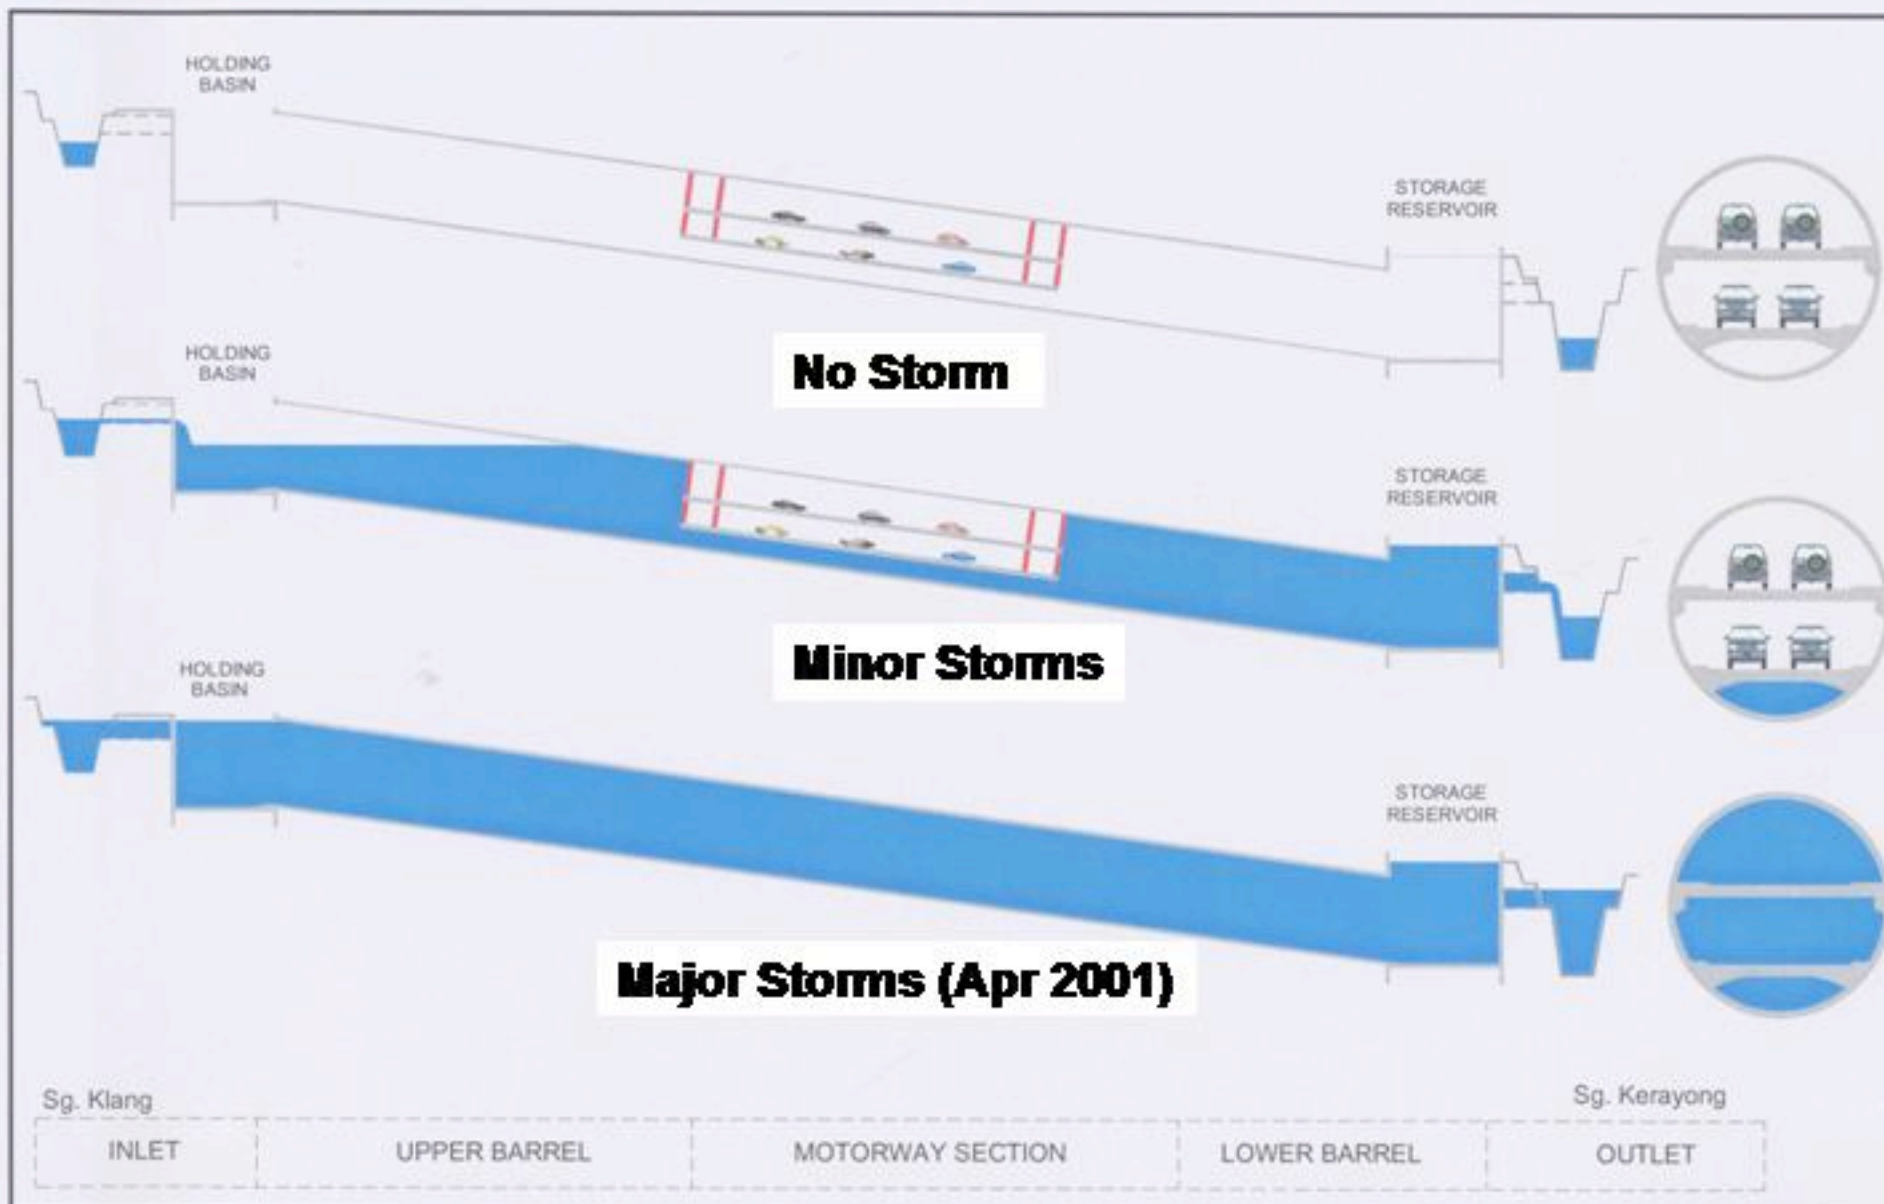 HOLDING
BASIN
STORAGE
RESERVOIR
No Storm
HOLDING
BASIN
STORAGE
RESERVOIR
Minor Storms
HOLDING
BASIN
STORAGE
RESERVOIR
Major Storms (Apr 2001)
Sg. Klang
Sg. Kerayong
INLET
UPPER BARREL
MOTORWAY SECTION
LOWER BARREL
OUTLET